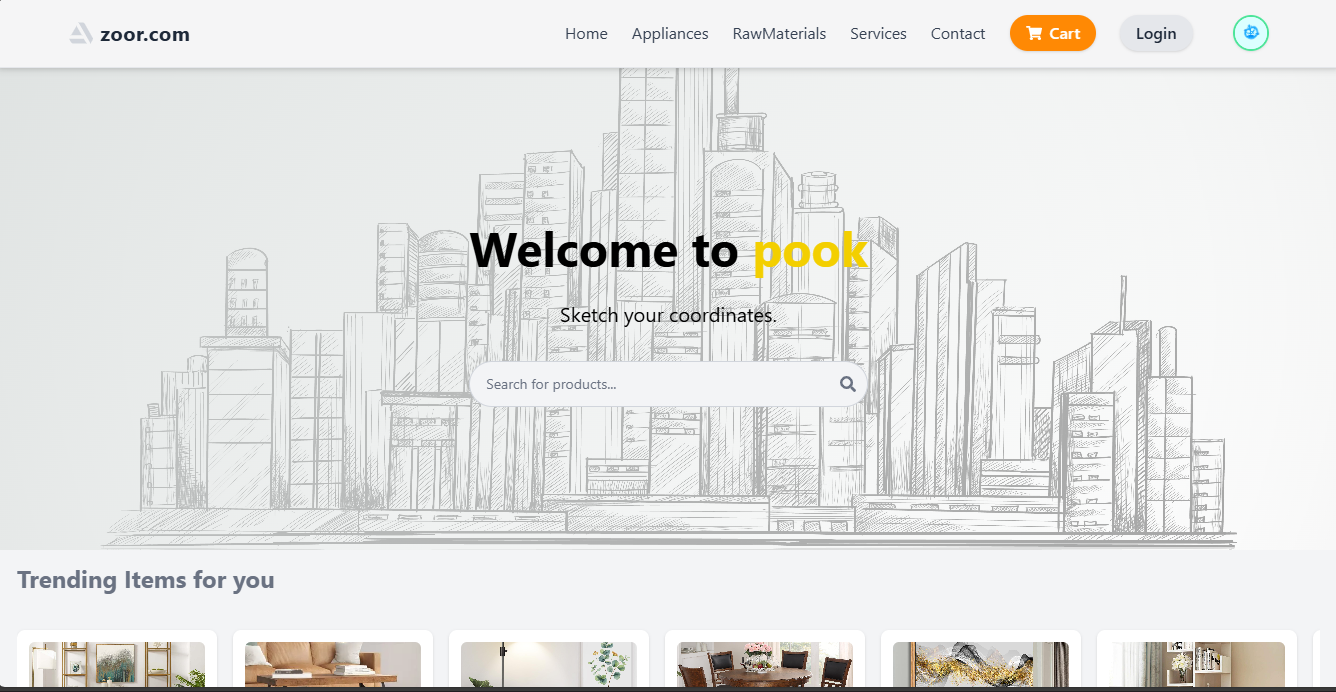 zoor.com
Home Appliances RawMaterials Services Contact Cart Login
Welcome to pook
Sketch your coordinates.
Search for products...
Trending Items for you